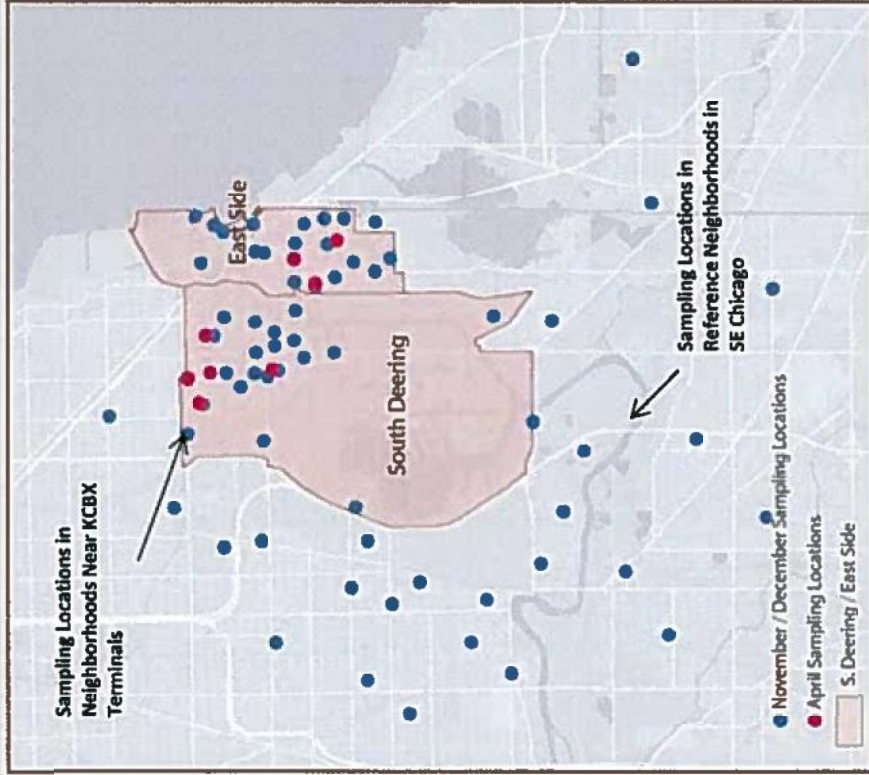 Sampling Locations in
Neighborhoods Near KCBX
Terminals
East Side
South Deering
Sampling Locations in
Reference Neighborhoods in
SE Chicago
November / December Sampling Locations
April Sampling Locations
S. Deering / East Side